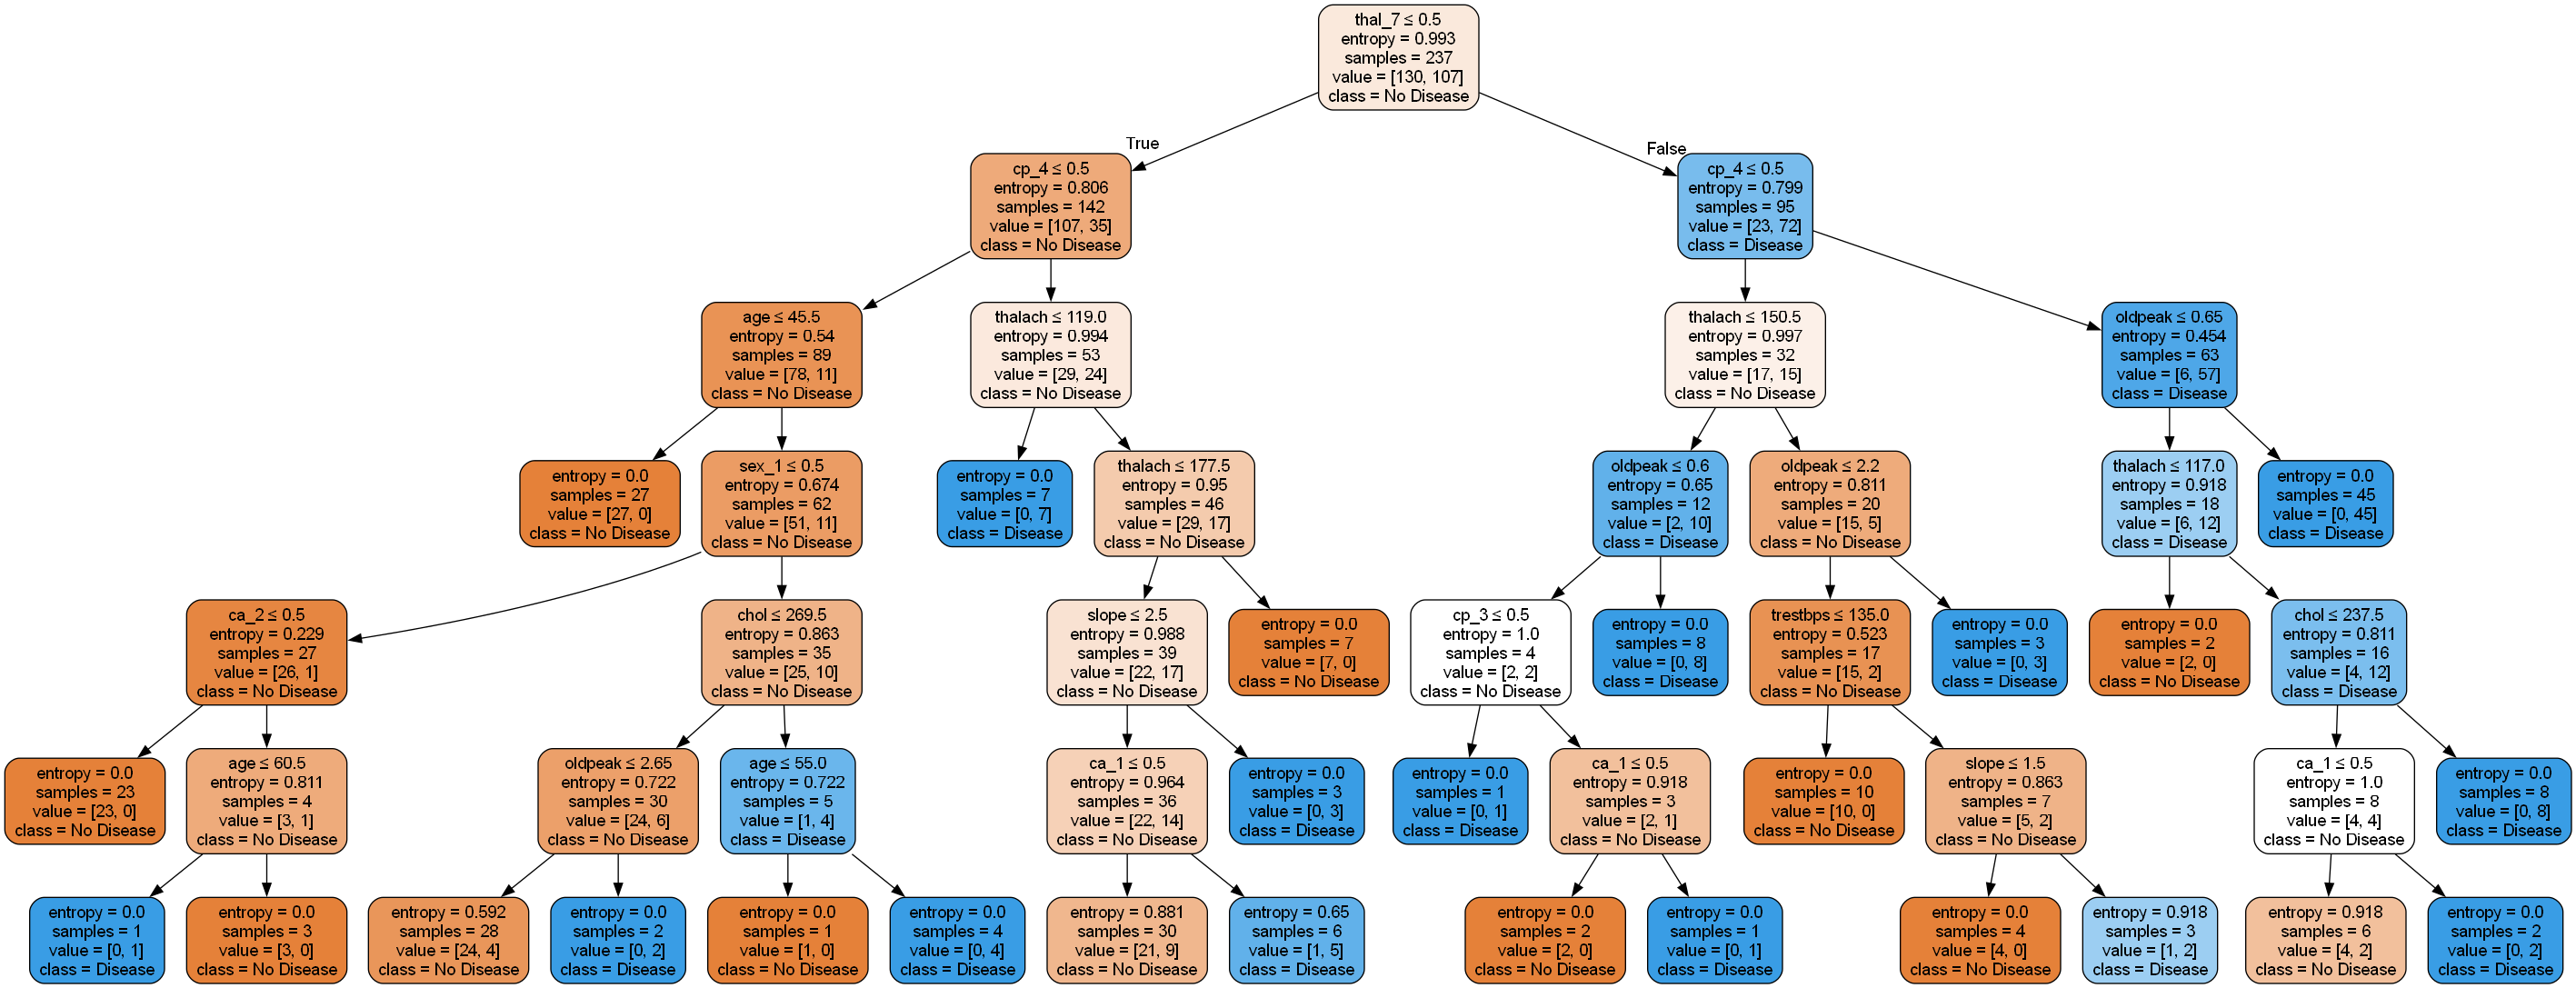 thal_7 ≤ 0.5
entropy = 0.993
samples = 237
value = [130, 107]
class = No Disease
True
False
cp_4 ≤ 0.5
entropy = 0.806
samples = 142
value = [107, 35]
class = No Disease
cp_4 ≤ 0.5
entropy = 0.799
samples = 95
value = [23, 72]
class = Disease
age ≤ 45.5
entropy = 0.54
samples = 89
value = [78, 11]
class = No Disease
thalach ≤ 119.0
entropy = 0.994
samples = 53
value = [29, 24]
class = No Disease
thalach ≤ 150.5
entropy = 0.997
samples = 32
value = [17, 15]
class = No Disease
oldpeak ≤ 0.65
entropy = 0.454
samples = 63
value = [6, 57]
class = Disease
entropy = 0.0
samples = 27
value = [27, 0]
class = No Disease
sex_1 ≤ 0.5
entropy = 0.674
samples = 62
value = [51, 11]
class = No Disease
entropy = 0.0
samples = 7
value = [0, 7]
class = Disease
thalach ≤ 177.5
entropy = 0.95
samples = 46
value = [29, 17]
class = No Disease
oldpeak ≤ 0.6
entropy = 0.65
samples = 12
value = [2, 10]
class = Disease
oldpeak ≤ 2.2
entropy = 0.811
samples = 20
value = [15, 5]
class = No Disease
thalach ≤ 117.0
entropy = 0.918
samples = 18
value = [6, 12]
class = Disease
entropy = 0.0
samples = 45
value = [0, 45]
class = Disease
ca_2 ≤ 0.5
entropy = 0.229
samples = 27
value = [26, 1]
class = No Disease
chol ≤ 269.5
entropy = 0.863
samples = 35
value = [25, 10]
class = No Disease
slope ≤ 2.5
entropy = 0.988
samples = 39
value = [22, 17]
class = No Disease
entropy = 0.0
samples = 7
value = [7, 0]
class = No Disease
cp_3 ≤ 0.5
entropy = 1.0
samples = 4
value = [2, 2]
class = No Disease
entropy = 0.0
samples = 8
value = [0, 8]
class = Disease
trestbps ≤ 135.0
entropy = 0.523
samples = 17
value = [15, 2]
class = No Disease
entropy = 0.0
samples = 3
value = [0, 3]
class = Disease
entropy = 0.0
samples = 2
value = [2, 0]
class = No Disease
chol ≤ 237.5
entropy = 0.811
samples = 16
value = [4, 12]
class = Disease
entropy = 0.0
samples = 23
value = [23, 0]
class = No Disease
age ≤ 60.5
entropy = 0.811
samples = 4
value = [3, 1]
class = No Disease
oldpeak ≤ 2.65
entropy = 0.722
samples = 30
value = [24, 6]
class = No Disease
age ≤ 55.0
entropy = 0.722
samples = 5
value = [1, 4]
class = Disease
ca_1 ≤ 0.5
entropy = 0.964
samples = 36
value = [22, 14]
class = No Disease
entropy = 0.0
samples = 3
value = [0, 3]
class = Disease
entropy = 0.0
samples = 1
value = [0, 1]
class = Disease
ca_1 ≤ 0.5
entropy = 0.918
samples = 3
value = [2, 1]
class = No Disease
entropy = 0.0
samples = 10
value = [10, 0]
class = No Disease
slope ≤ 1.5
entropy = 0.863
samples = 7
value = [5, 2]
class = No Disease
ca_1 ≤ 0.5
entropy = 1.0
samples = 8
value = [4, 4]
class = No Disease
entropy = 0.0
samples = 8
value = [0, 8]
class = Disease
entropy = 0.0
samples = 1
value = [0, 1]
class = Disease
entropy = 0.0
samples = 3
value = [3, 0]
class = No Disease
entropy = 0.592
samples = 28
value = [24, 4]
class = No Disease
entropy = 0.0
samples = 2
value = [0, 2]
class = Disease
entropy = 0.0
samples = 1
value = [1, 0]
class = No Disease
entropy = 0.0
samples = 4
value = [0, 4]
class = Disease
entropy = 0.881
samples = 30
value = [21, 9]
class = No Disease
entropy = 0.65
samples = 6
value = [1, 5]
class = Disease
entropy = 0.0
samples = 2
value = [2, 0]
class = No Disease
entropy = 0.0
samples = 1
value = [0, 1]
class = Disease
entropy = 0.0
samples = 4
value = [4, 0]
class = No Disease
entropy = 0.918
samples = 3
value = [1, 2]
class = Disease
entropy = 0.918
samples = 6
value = [4, 2]
class = No Disease
entropy = 0.0
samples = 2
value = [0, 2]
class = Disease